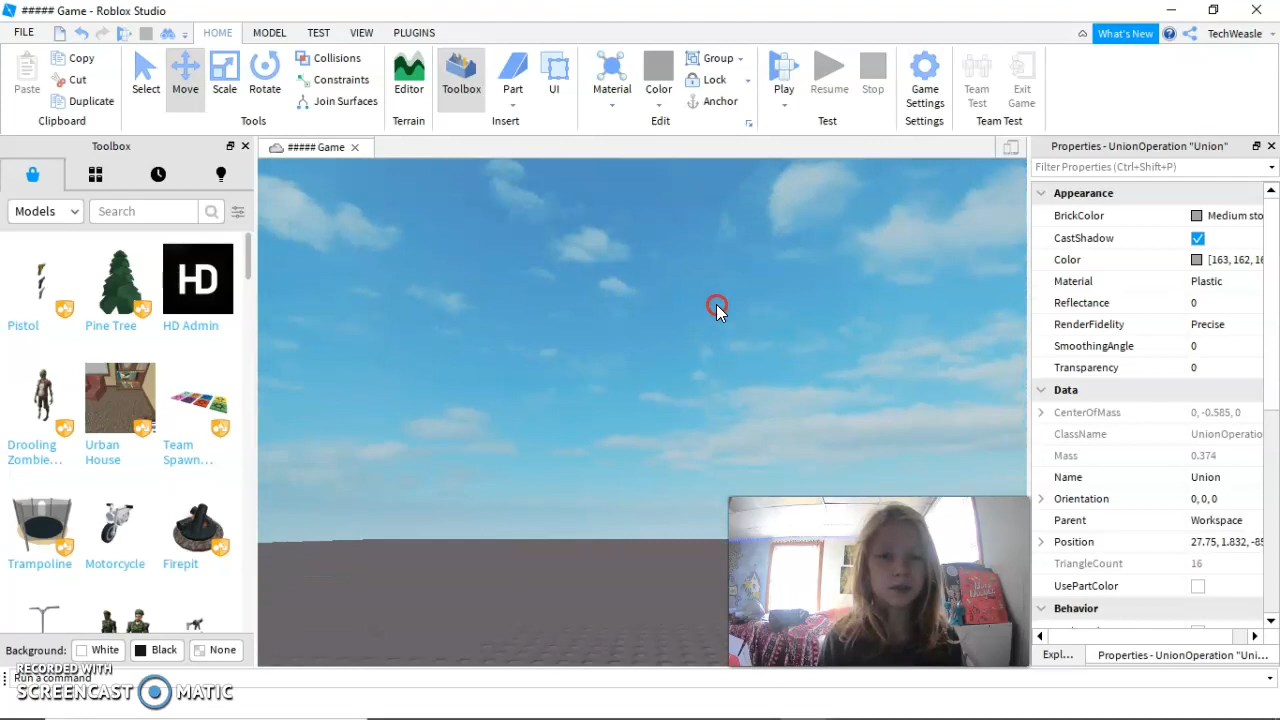 ##### Game - Roblox Studio
FILE HOME MODEL TEST VIEW PLUGINS What's New TechWeasle
Paste Copy Cut Duplicate Select Move Scale Rotate Collisions Constraints Join Surfaces Editor Toolbox Part UI Material Color Group Lock Anchor Play Resume Stop Game Settings Team Test Exit Game
Clipboard Tools Terrain Insert Edit Test Settings Team Test
Toolbox
Models Search
Pistol Pine Tree HD Admin
HD
Drooling Zombie... Urban House Team Spawn...
Trampoline Motorcycle Firepit
Background: White Black None
##### Game
Properties - UnionOperation "Union"
Filter Properties (Ctrl+Shift+P)
Appearance
BrickColor Medium sto
CastShadow
Color [163, 162, 16
Material Plastic
Reflectance 0
RenderFidelity Precise
SmoothingAngle 0
Transparency 0
Data
CenterOfMass 0, -0.585, 0
ClassName UnionOperatio
Mass 0.374
Name Union
Orientation 0, 0, 0
Parent Workspace
Position 27.75, 1.832, -8
TriangleCount 16
UsePartColor
Behavior
Expl... Properties - UnionOperation "Uni...
Run a command
RECORDED WITH
SCREENCAST MATIC